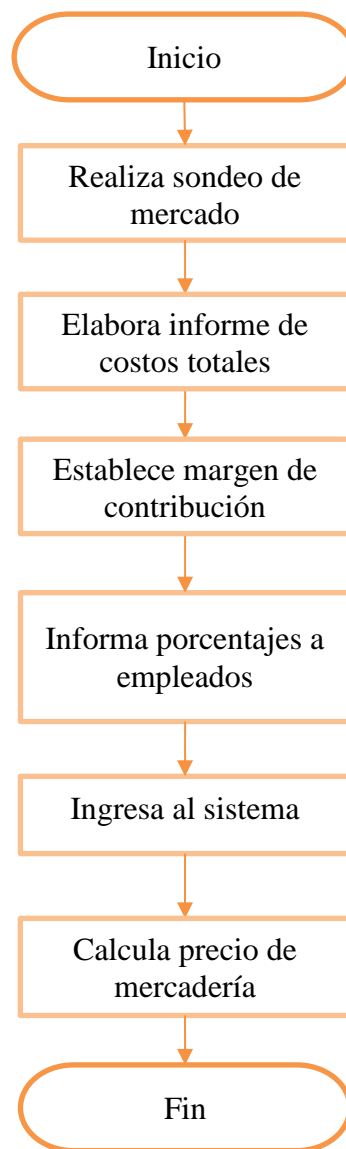 Inicio
Realiza sondeo de
mercado
Elabora informe de
costos totales
Establece margen de
contribución
Informa porcentajes a
empleados
Ingresa al sistema
Calcula precio de
mercadería
Fin